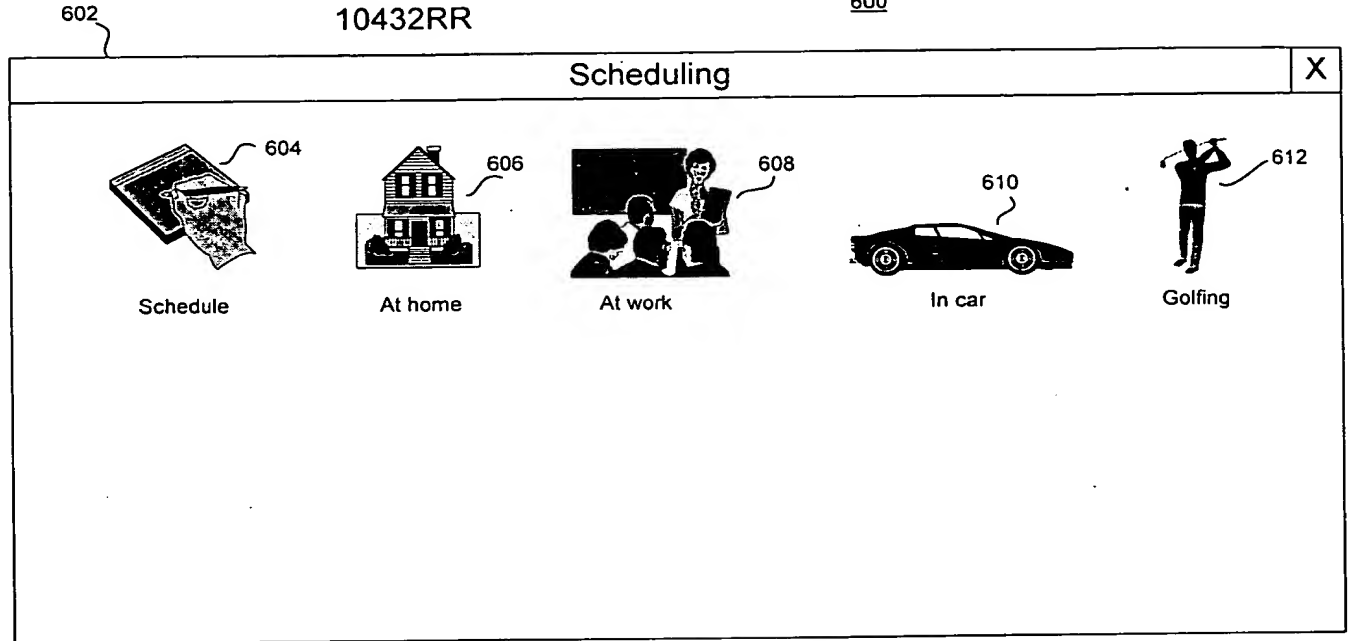 602
10432RR
600
Scheduling X
604
606
608
610
612
Schedule
At home
At work
In car
Golfing